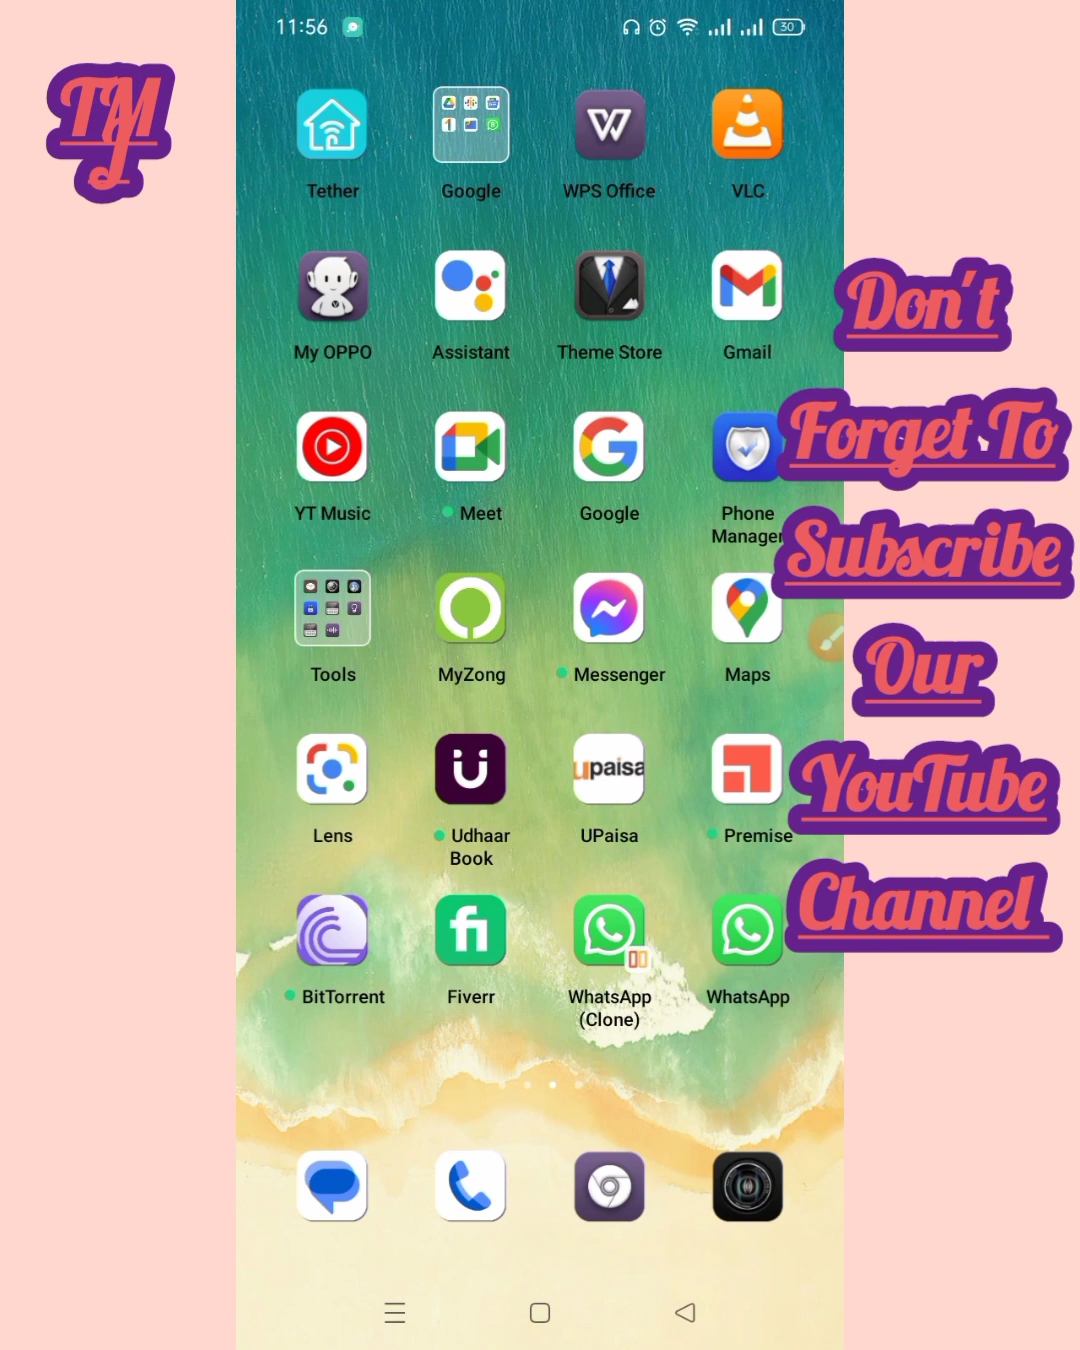 11:56
30
TMJ
Tether
Google
WPS Office
VLC
My OPPO
Assistant
Theme Store
Gmail
Don't
YT Music
Meet
Google
Phone
Manager
Forget To
Subscribe
Tools
MyZong
Messenger
Maps
Our
upaisa
Lens
Udhaar
Book
UPaisa
Premise
YouTube
Channel
fi
BitTorrent
Fiverr
WhatsApp
(Clone)
WhatsApp